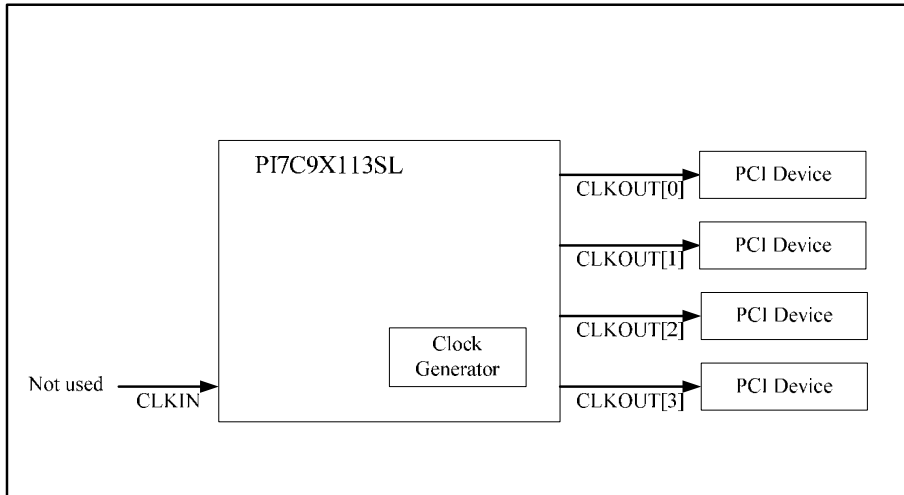 PI7C9X113SL
CLKOUT[0]
PCI Device
CLKOUT[1]
PCI Device
CLKOUT[2]
PCI Device
Clock
Generator
Not used
CLKIN
CLKOUT[3]
PCI Device